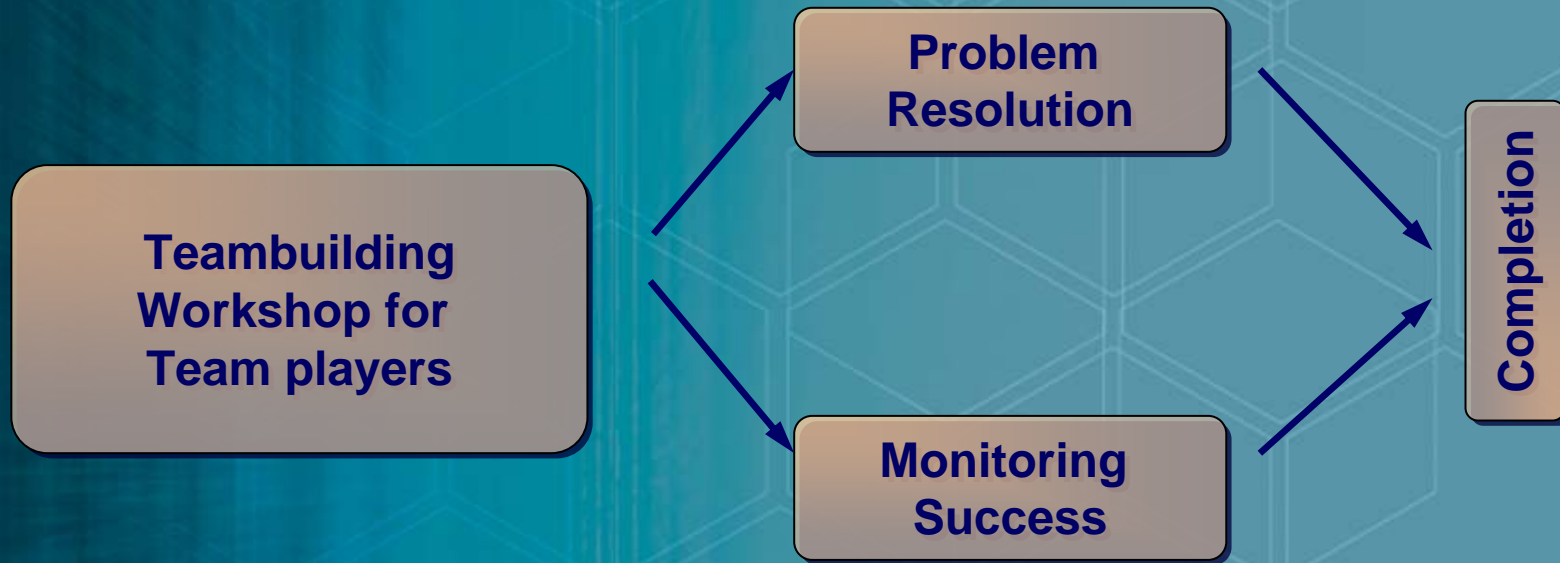 Teambuilding
Workshop for
Team players
Problem
Resolution
Monitoring
Success
Completion